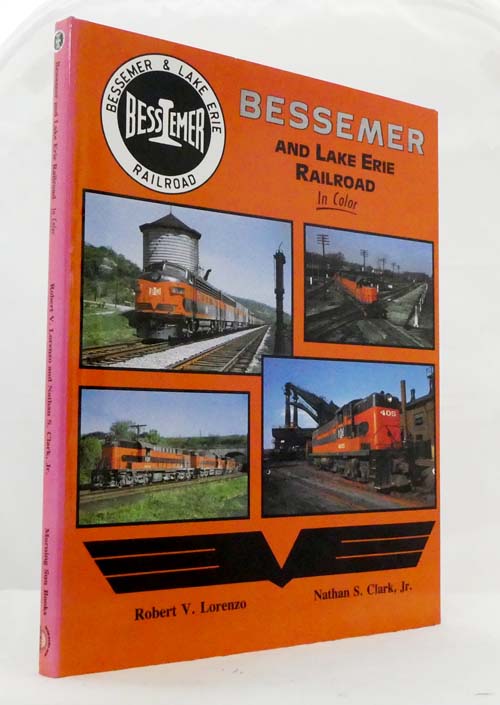 Bessemer and Lake Erie Railroad In Color
Robert V. Lorenzo and Nathan S. Clark, Jr.
Morning Sun Books
BESSEMER & LAKE ERIE
BESSEMER
RAILROAD
BESSEMER
AND LAKE ERIE
RAILROAD
In Color
405
Robert V. Lorenzo
Nathan S. Clark, Jr.